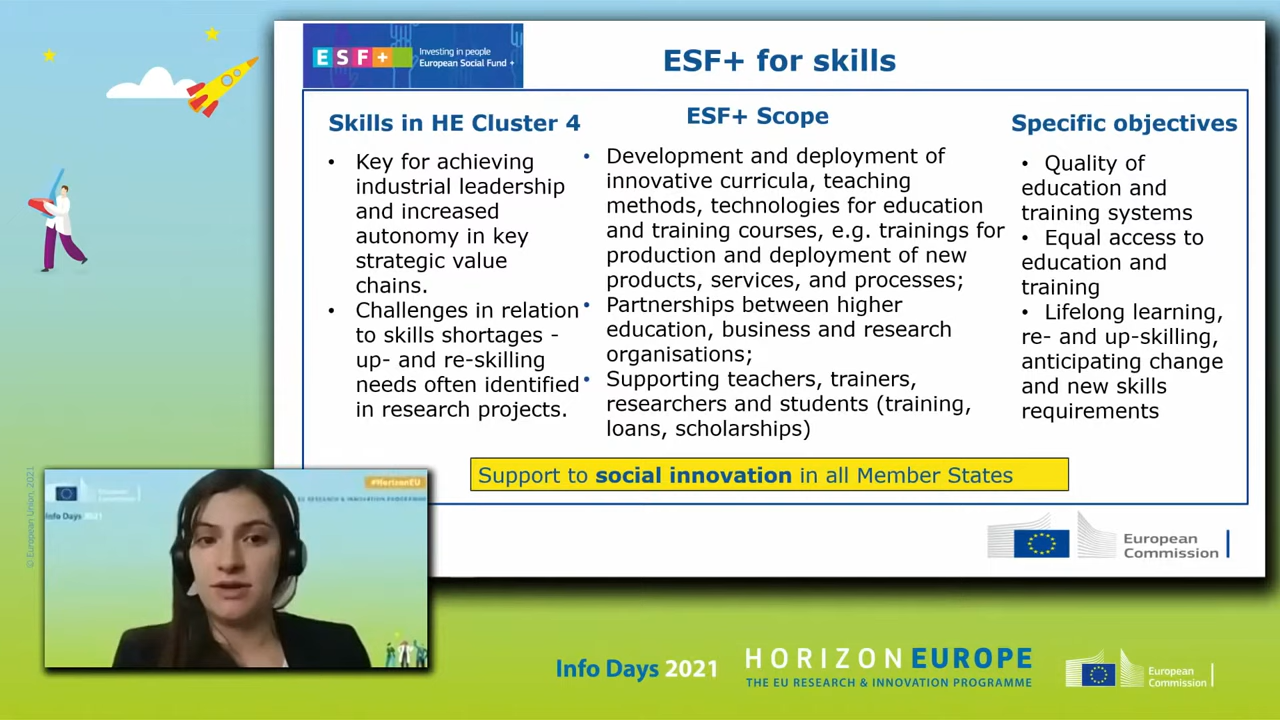 ESF+
Investing in people
European Social Fund +
ESF+ for skills
Skills in HE Cluster 4
• Key for achieving
industrial leadership
and increased
autonomy in key
strategic value
chains.
• Challenges in relation
to skills shortages -
up- and re-skilling
needs often identified
in research projects.
ESF+ Scope
• Development and deployment of
innovative curricula, teaching
methods, technologies for education
and training courses, e.g. trainings for
production and deployment of new
products, services, and processes;
• Partnerships between higher
education, business and research
organisations;
• Supporting teachers, trainers,
researchers and students (training,
loans, scholarships)
Specific objectives
• Quality of
education and
training systems
• Equal access to
education and
training
• Lifelong learning,
re- and up-skilling,
anticipating change
and new skills
requirements
Support to social innovation in all Member States
European
Commission
© European Union, 2021
#HorizonEU
European
Commission
EU RESEARCH & INNOVATION PROGRAMME
Info Days 2021
Info Days 2021
HORIZON EUROPE
THE EU RESEARCH & INNOVATION PROGRAMME
European
Commission